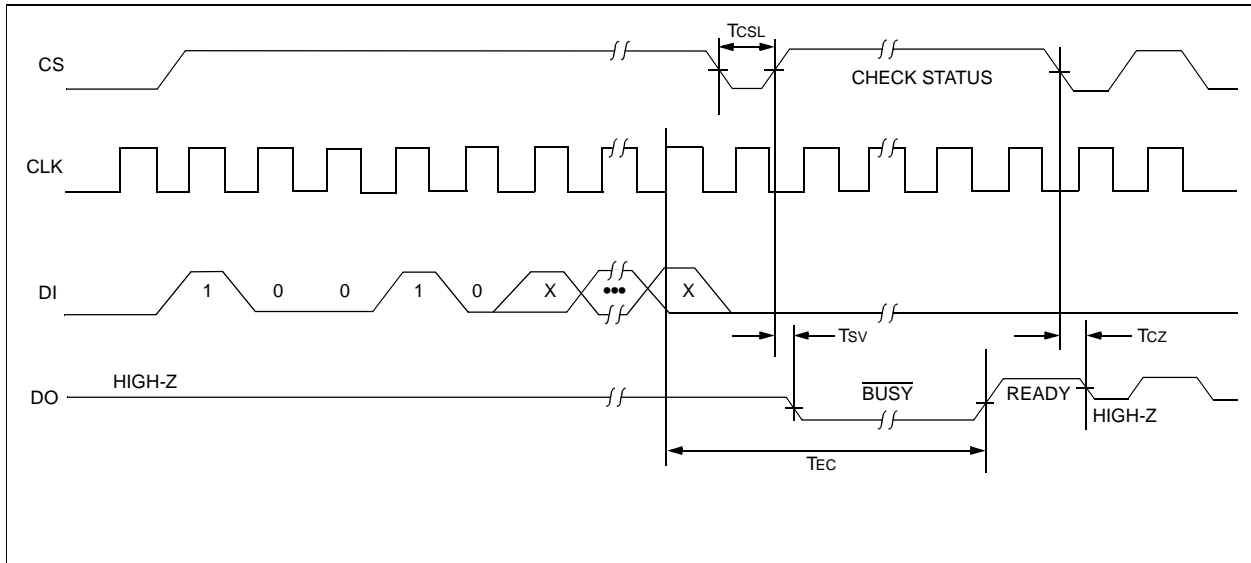 TCSL
CS
CHECK STATUS
CLK
DI
1 0 0 1 0 X ••• X
TSV
TCZ
HIGH-Z
DO
BUSY
READY
HIGH-Z
TEC